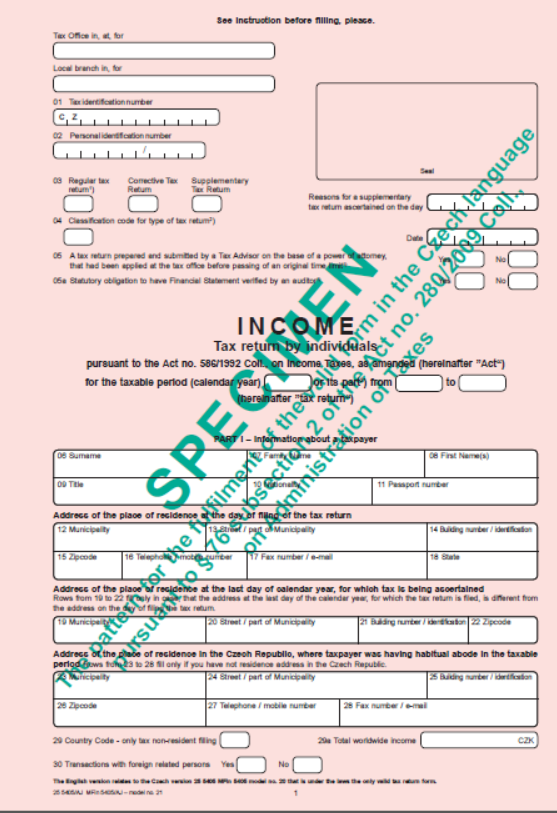 See instruction before filling, please.
Tax Office in, at, for
Local branch in, for
01 Tax identification number
C Z
02 Personal identification number
/
03 Regular tax return¹)
Corrective Tax Return
Supplementary Tax Return
Seal
Reasons for a supplementary
tax return ascertained on the day
04 Classification code for type of tax return²)
Date
05 A tax return prepared and submitted by a Tax Advisor on the base of a power of attorney,
that had been applied at the tax office before passing of an original time limit¹)
Yes No
05a Statutory obligation to have Financial Statement verified by an auditor¹)
Yes No
INCOME
Tax return by individuals
pursuant to the Act no. 586/1992 Coll., on Income Taxes, as amended (hereinafter "Act")
for the taxable period (calendar year) or its part²) from to
(hereinafter "tax return")
PART I – Information about a taxpayer
06 Surname 07 Family Name 08 First Name(s)
09 Title 10 Nationality 11 Passport number
Address of the place of residence at the day of filing of the tax return
12 Municipality 13 Street / part of Municipality 14 Building number / identification
15 Zipcode 16 Telephone / mobile number 17 Fax number / e-mail 18 State
Address of the place of residence at the last day of calendar year, for which tax is being ascertained
Rows from 19 to 22 fill only in case, that the address at the last day of the calendar year, for which the tax return is filed, is different from
the address on the day of filing the tax return.
19 Municipality 20 Street / part of Municipality 21 Building number / identification 22 Zipcode
Address of the place of residence in the Czech Republic, where taxpayer was having habitual abode in the taxable
period Rows from 23 to 28 fill only if you have not residence address in the Czech Republic.
23 Municipality 24 Street / part of Municipality 25 Building number / identification
26 Zipcode 27 Telephone / mobile number 28 Fax number / e-mail
29 Country Code - only tax non-resident filling
29a Total worldwide income CZK
30 Transactions with foreign related persons Yes No
The English version relates to the Czech version 25 5405 MFin 5405 model no. 20 that is under the laws the only valid tax return form.
25 5405/AJ MFin 5405/AJ – model no. 21
1
SPECIMEN
The pattern for the fulfilment of the valid form in the Czech language
pursuant to § 76 subsection 2 of the Act no. 280/2009 Coll.,
on Administration of Taxes